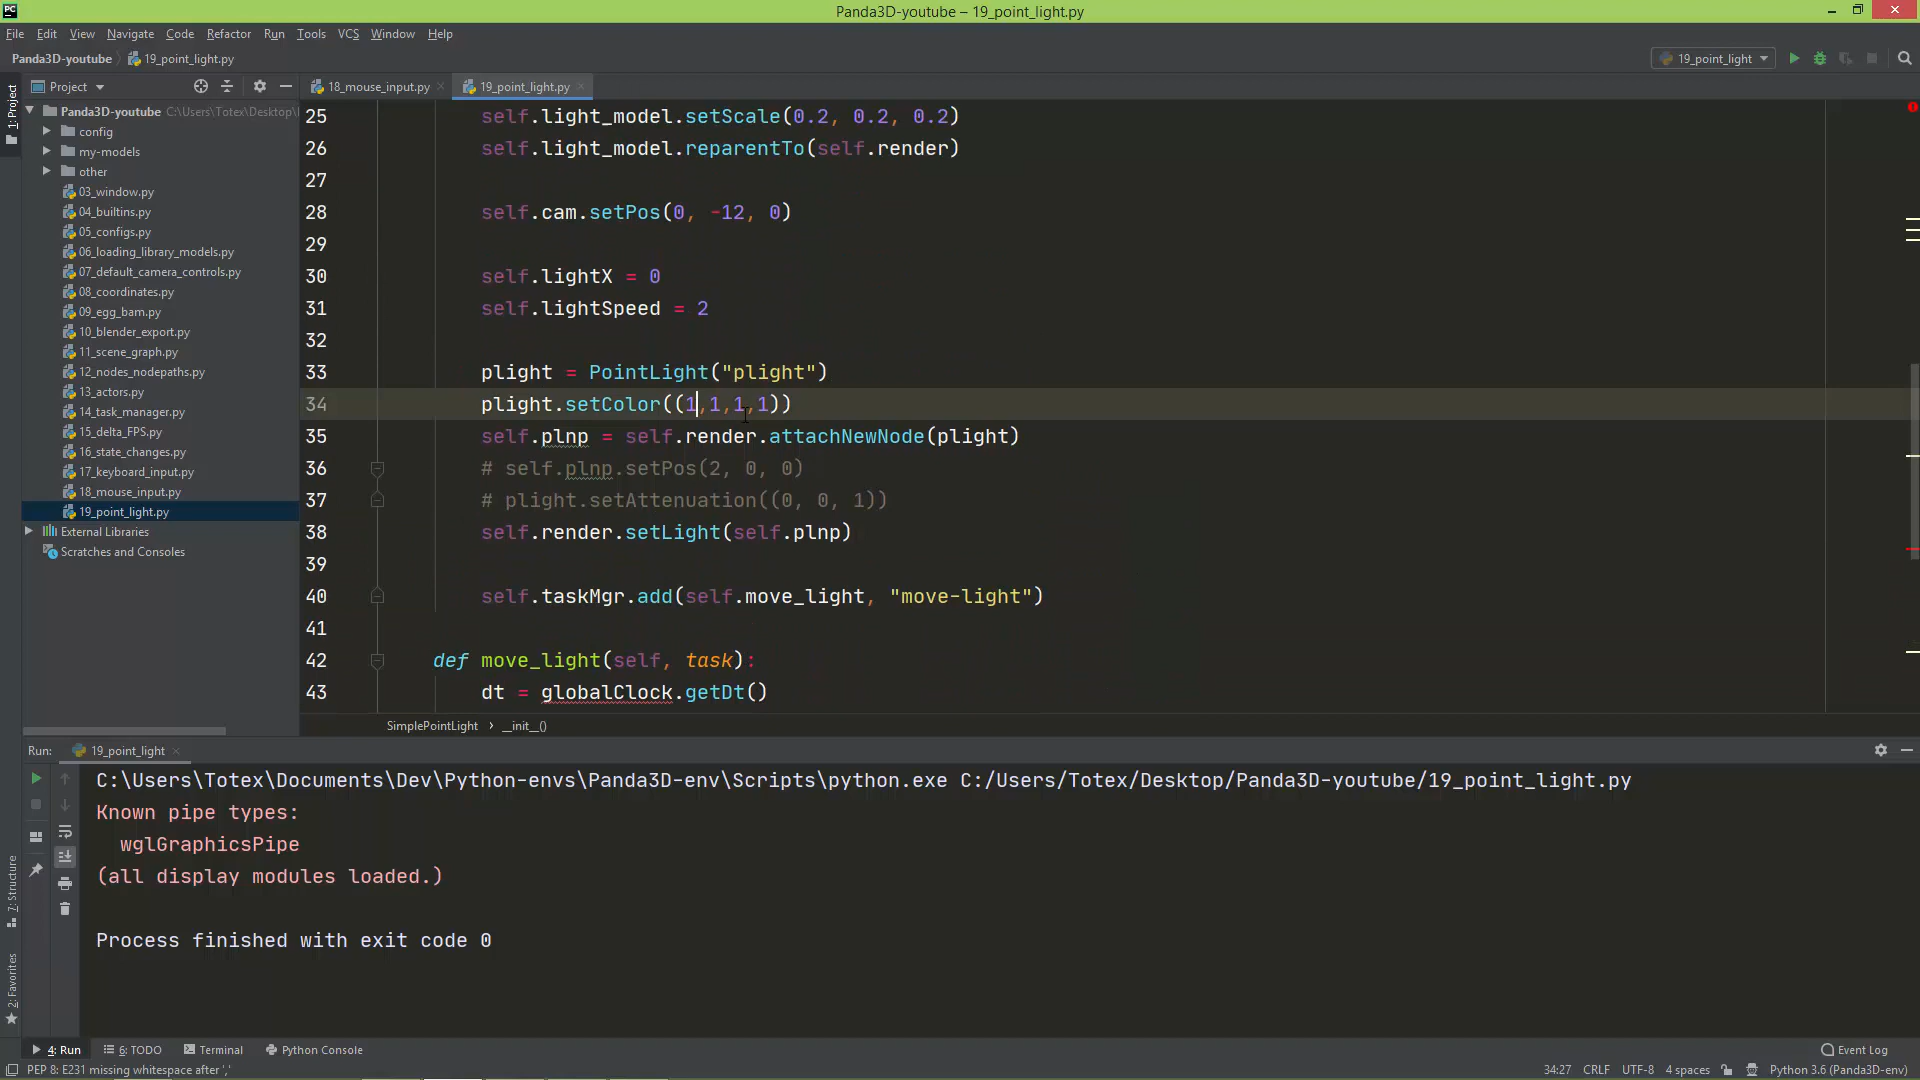 PC
Panda3D-youtube – 19_point_light.py
File Edit View Navigate Code Refactor Run Tools VCS Window Help
Panda3D-youtube 19_point_light.py
19_point_light
Project
18_mouse_input.py
19_point_light.py
1: Project
Panda3D-youtube C:\Users\Totex\Desktop\
config
my-models
other
03_window.py
04_builtins.py
05_configs.py
06_loading_library_models.py
07_default_camera_controls.py
08_coordinates.py
09_egg_bam.py
10_blender_export.py
11_scene_graph.py
12_nodes_nodepaths.py
13_actors.py
14_task_manager.py
15_delta_FPS.py
16_state_changes.py
17_keyboard_input.py
18_mouse_input.py
19_point_light.py
External Libraries
Scratches and Consoles
25 self.light_model.setScale(0.2, 0.2, 0.2)
26 self.light_model.reparentTo(self.render)
27
28 self.cam.setPos(0, -12, 0)
29
30 self.lightX = 0
31 self.lightSpeed = 2
32
33 plight = PointLight("plight")
34 plight.setColor((1,1,1,1))
35 self.plnp = self.render.attachNewNode(plight)
36 # self.plnp.setPos(2, 0, 0)
37 # plight.setAttenuation((0, 0, 1))
38 self.render.setLight(self.plnp)
39
40 self.taskMgr.add(self.move_light, "move-light")
41
42 def move_light(self, task):
43 dt = globalClock.getDt()
SimplePointLight __init__()
Run: 19_point_light
C:\Users\Totex\Documents\Dev\Python-envs\Panda3D-env\Scripts\python.exe C:/Users/Totex/Desktop/Panda3D-youtube/19_point_light.py
Known pipe types:
wglGraphicsPipe
(all display modules loaded.)
Process finished with exit code 0
7: Structure
2: Favorites
4: Run 6: TODO Terminal Python Console Event Log
PEP 8: E231 missing whitespace after ',' 34:27 CRLF UTF-8 4 spaces Python 3.6 (Panda3D-env)